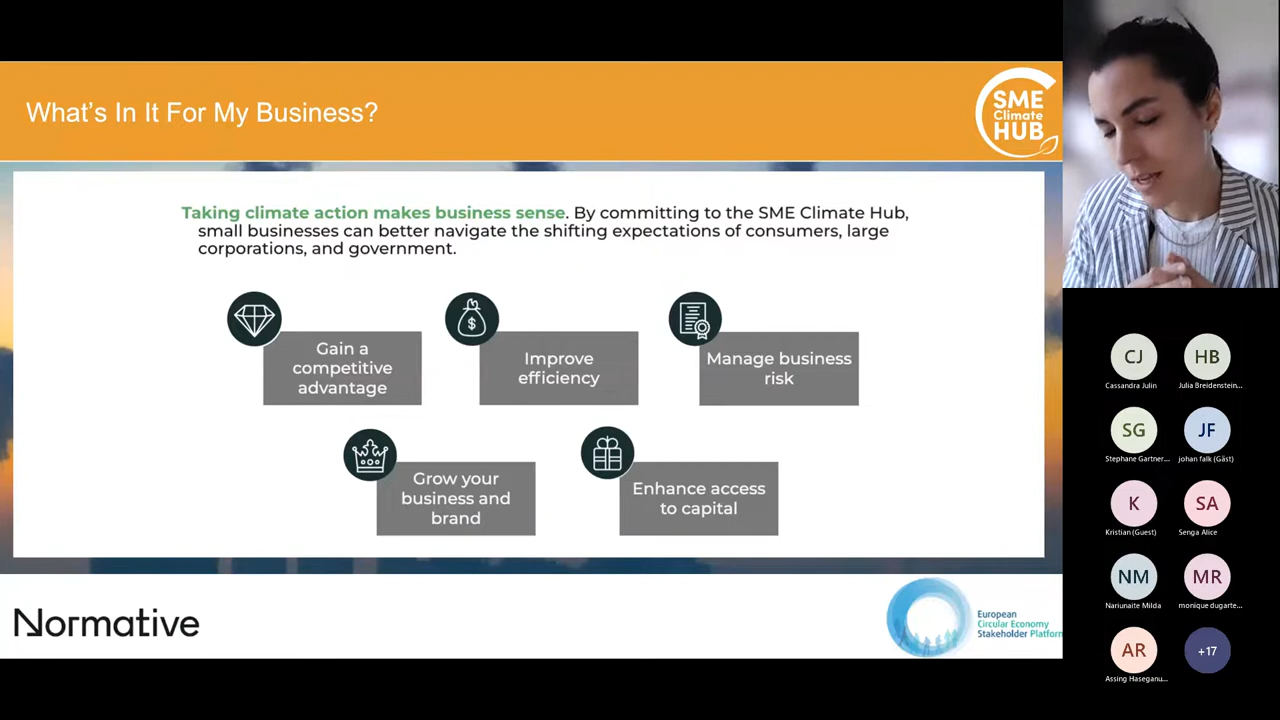 What's In It For My Business?
SME
Climate
HUB
Taking climate action makes business sense. By committing to the SME Climate Hub,
small businesses can better navigate the shifting expectations of consumers, large
corporations, and government.
Gain a
competitive
advantage
$
Improve
efficiency
Manage business
risk
Grow your
business and
brand
Enhance access
to capital
Normative
European
Circular Economy
Stakeholder Platform
CJ
HB
Cassandra Julin
Julia Breidenstein...
SG
JF
Stephane Gartner...
johan falk (Gäst)
K
SA
Kristian (Guest)
Senga Alice
NM
MR
Nariunaite Milda
monique dugarte...
AR
+17
Assing Haseganu...